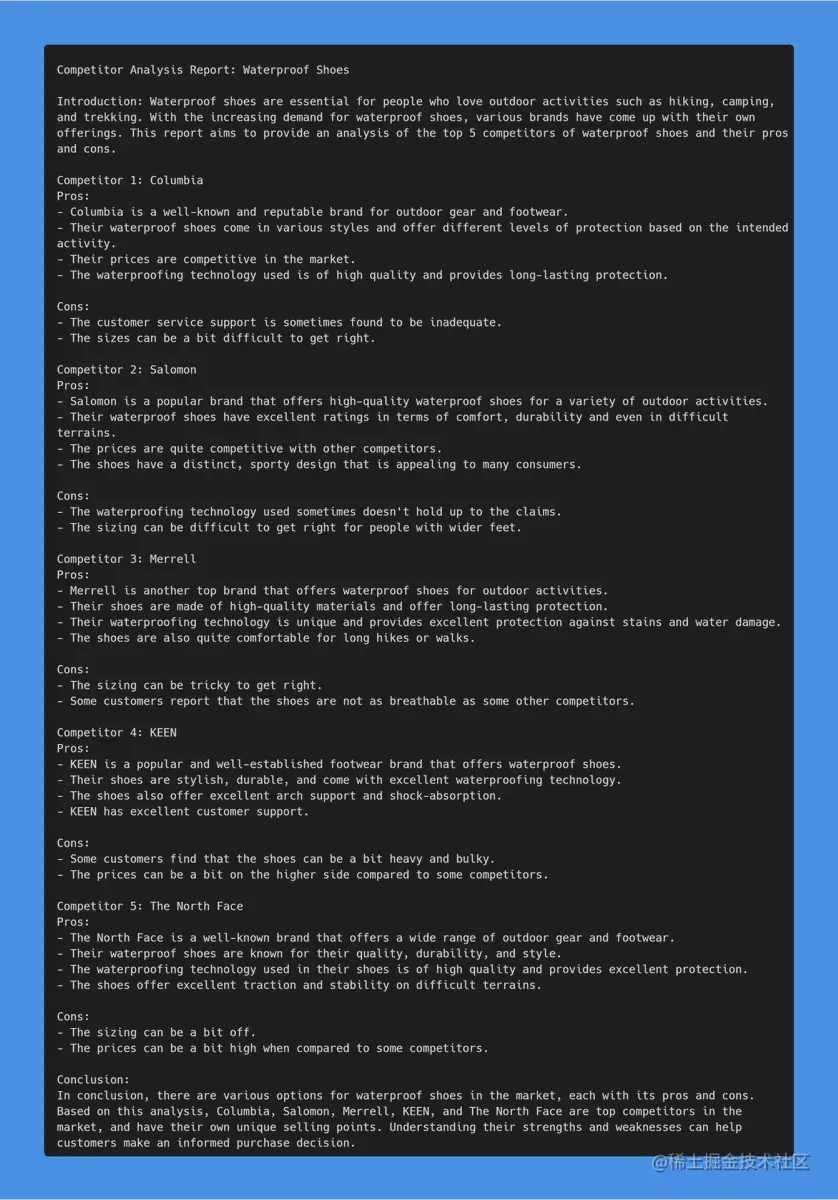 Competitor Analysis Report: Waterproof Shoes
Introduction: Waterproof shoes are essential for people who love outdoor activities such as hiking, camping,
and trekking. With the increasing demand for waterproof shoes, various brands have come up with their own
offerings. This report aims to provide an analysis of the top 5 competitors of waterproof shoes and their pros
and cons.
Competitor 1: Columbia
Pros:
- Columbia is a well-known and reputable brand for outdoor gear and footwear.
- Their waterproof shoes come in various styles and offer different levels of protection based on the intended
activity.
- Their prices are competitive in the market.
- The waterproofing technology used is of high quality and provides long-lasting protection.
Cons:
- The customer service support is sometimes found to be inadequate.
- The sizes can be a bit difficult to get right.
Competitor 2: Salomon
Pros:
- Salomon is a popular brand that offers high-quality waterproof shoes for a variety of outdoor activities.
- Their waterproof shoes have excellent ratings in terms of comfort, durability and even in difficult
terrains.
- The prices are quite competitive with other competitors.
- The shoes have a distinct, sporty design that is appealing to many consumers.
Cons:
- The waterproofing technology used sometimes doesn't hold up to the claims.
- The sizing can be difficult to get right for people with wider feet.
Competitor 3: Merrell
Pros:
- Merrell is another top brand that offers waterproof shoes for outdoor activities.
- Their shoes are made of high-quality materials and offer long-lasting protection.
- Their waterproofing technology is unique and provides excellent protection against stains and water damage.
- The shoes are also quite comfortable for long hikes or walks.
Cons:
- The sizing can be tricky to get right.
- Some customers report that the shoes are not as breathable as some other competitors.
Competitor 4: KEEN
Pros:
- KEEN is a popular and well-established footwear brand that offers waterproof shoes.
- Their shoes are stylish, durable, and come with excellent waterproofing technology.
- The shoes also offer excellent arch support and shock-absorption.
- KEEN has excellent customer support.
Cons:
- Some customers find that the shoes can be a bit heavy and bulky.
- The prices can be a bit on the higher side compared to some competitors.
Competitor 5: The North Face
Pros:
- The North Face is a well-known brand that offers a wide range of outdoor gear and footwear.
- Their waterproof shoes are known for their quality, durability, and style.
- The waterproofing technology used in their shoes is of high quality and provides excellent protection.
- The shoes offer excellent traction and stability on difficult terrains.
Cons:
- The sizing can be a bit off.
- The prices can be a bit high when compared to some competitors.
Conclusion:
In conclusion, there are various options for waterproof shoes in the market, each with its pros and cons.
Based on this analysis, Columbia, Salomon, Merrell, KEEN, and The North Face are top competitors in the
market, and have their own unique selling points. Understanding their strengths and weaknesses can help
customers make an informed purchase decision.
@稀土掘金技术社区